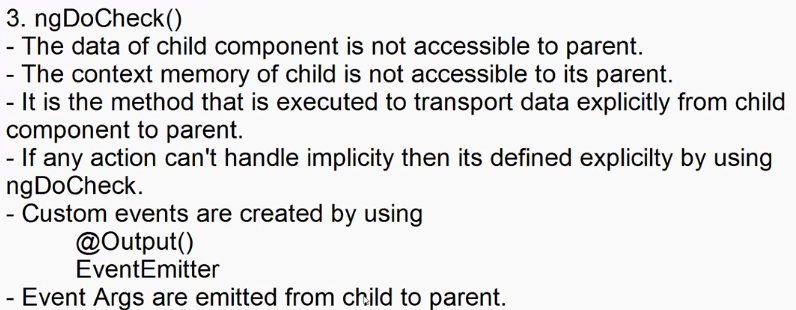 3. ngDoCheck()
- The data of child component is not accessible to parent.
- The context memory of child is not accessible to its parent.
- It is the method that is executed to transport data explicitly from child
component to parent.
- If any action can't handle implicity then its defined explicilty by using
ngDoCheck.
- Custom events are created by using
@Output()
EventEmitter
- Event Args are emitted from child to parent.